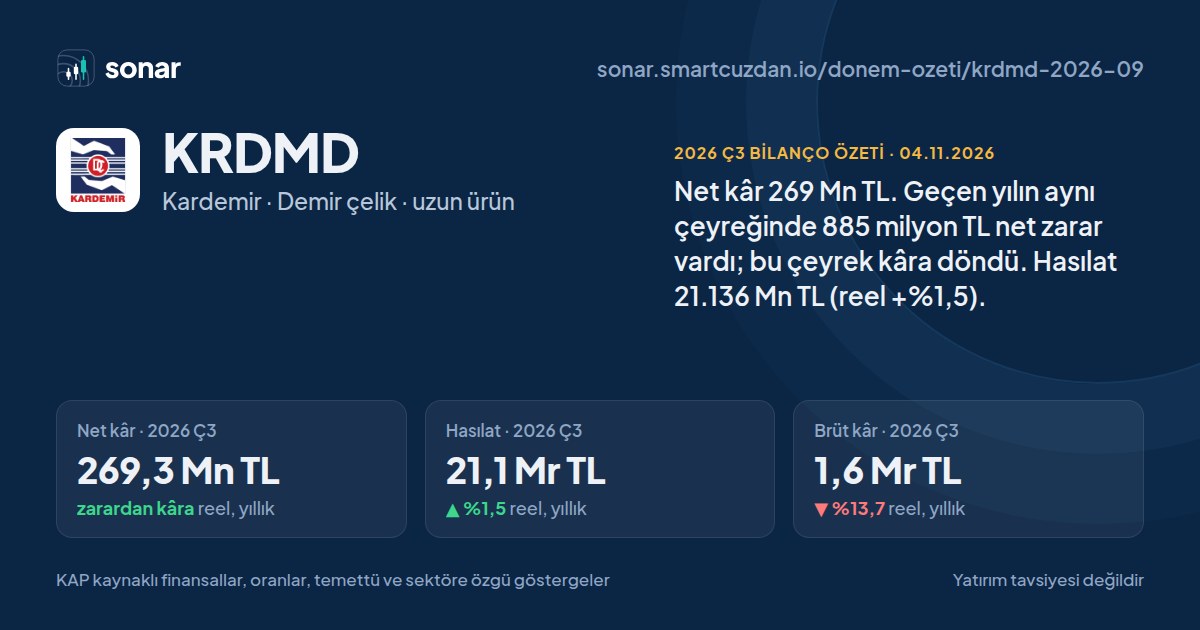 sonar
sonar.smartcuzdan.io/donem-ozeti/krdmd-2026-09
KARDEMİR
KRDMD
Kardemir · Demir çelik · uzun ürün
2026 Ç3 BİLANÇO ÖZETİ · 04.11.2026
Net kâr 269 Mn TL. Geçen yılın aynı
çeyreğinde 885 milyon TL net zarar
vardı; bu çeyrek kâra döndü. Hasılat
21.136 Mn TL (reel +%1,5).
Net kâr · 2026 Ç3
269,3 Mn TL
zarardan kâra reel, yıllık
Hasılat · 2026 Ç3
21,1 Mr TL
▲ %1,5 reel, yıllık
Brüt kâr · 2026 Ç3
1,6 Mr TL
▼ %13,7 reel, yıllık
KAP kaynaklı finansallar, oranlar, temettü ve sektöre özgü göstergeler
Yatırım tavsiyesi değildir